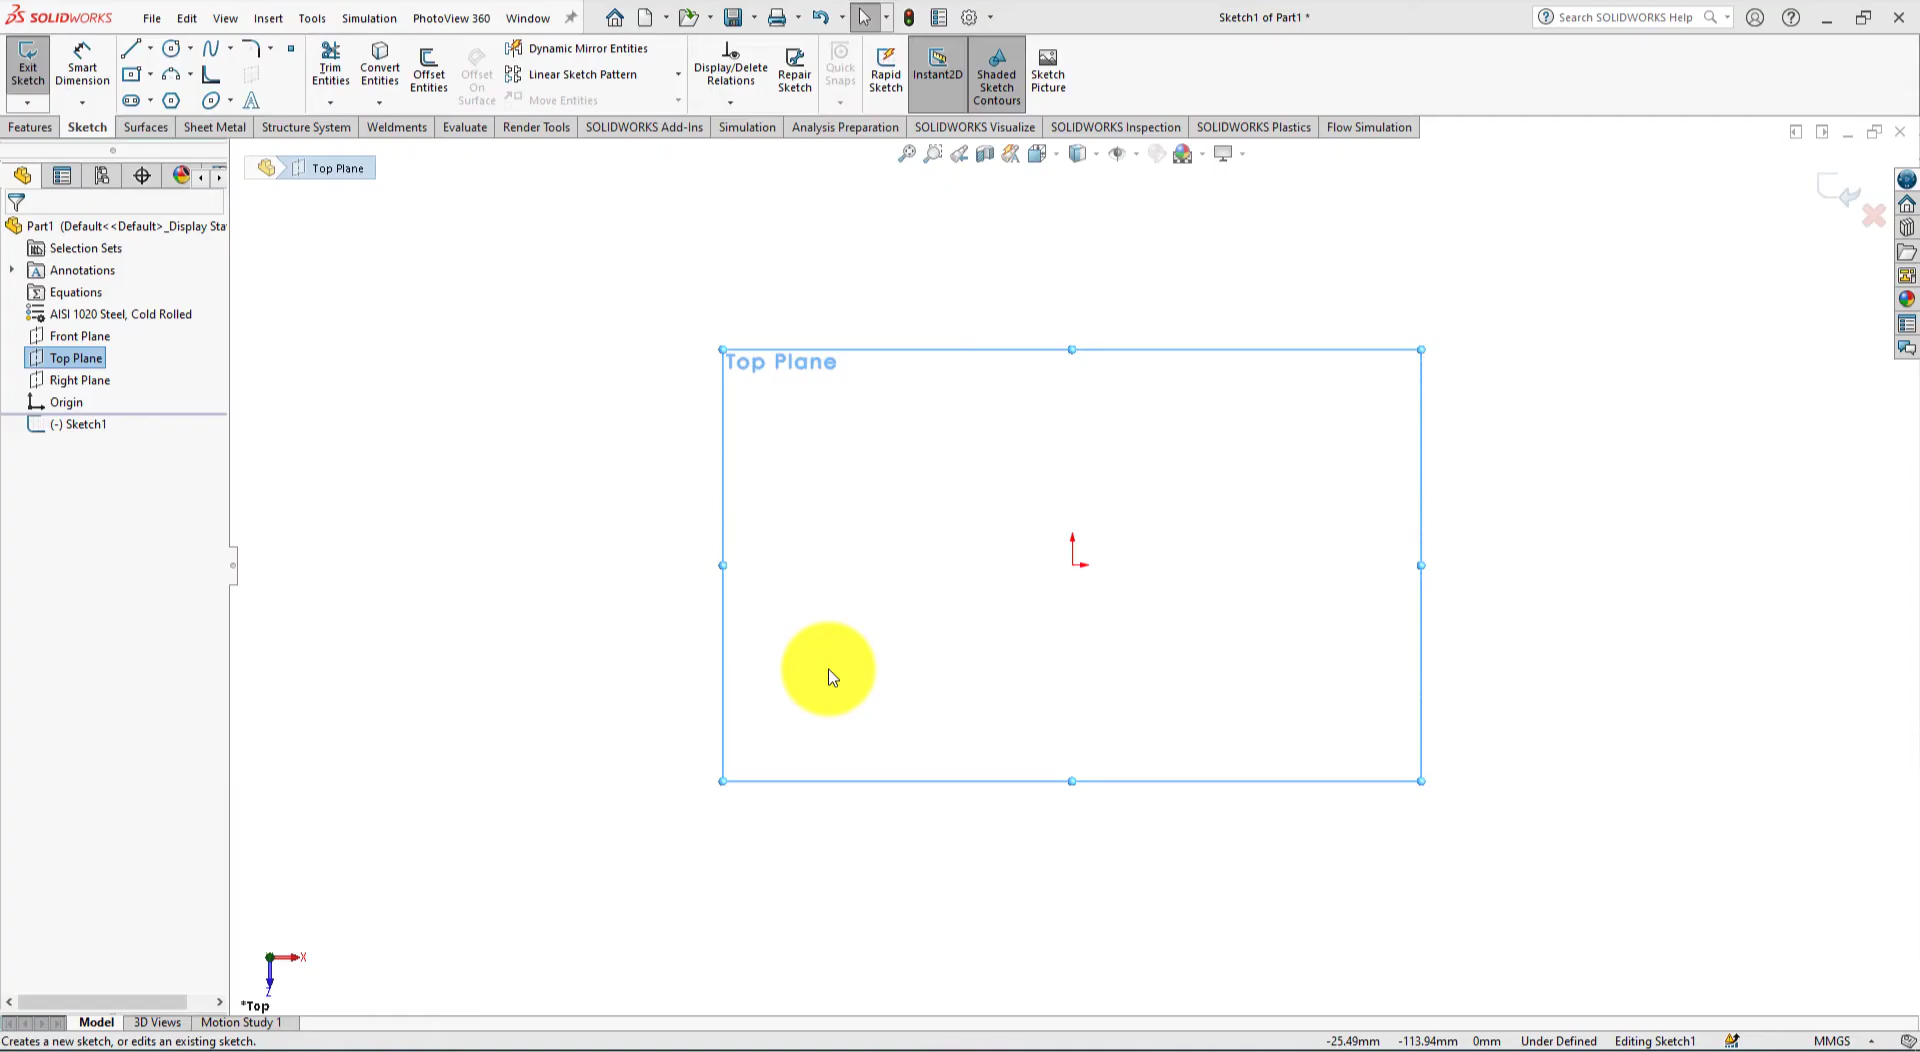 SOLIDWORKS File Edit View Insert Tools Simulation PhotoView 360 Window Sketch1 of Part1 * Search SOLIDWORKS Help
Exit Sketch
Smart Dimension
Trim Entities
Convert Entities
Offset Entities
Offset On Surface
Dynamic Mirror Entities
Linear Sketch Pattern
Move Entities
Display/Delete Relations
Repair Sketch
Quick Snaps
Rapid Sketch
Instant2D
Shaded Sketch Contours
Sketch Picture
Features Sketch Surfaces Sheet Metal Structure System Weldments Evaluate Render Tools SOLIDWORKS Add-Ins Simulation Analysis Preparation SOLIDWORKS Visualize SOLIDWORKS Inspection SOLIDWORKS Plastics Flow Simulation
Top Plane
Part1 (Default<<Default>_Display Sta
Selection Sets
Annotations
Equations
AISI 1020 Steel, Cold Rolled
Front Plane
Top Plane
Right Plane
Origin
(-) Sketch1
Top Plane
X
Z
*Top
Model 3D Views Motion Study 1
Creates a new sketch, or edits an existing sketch. -25.49mm -113.94mm 0mm Under Defined Editing Sketch1 MMGS